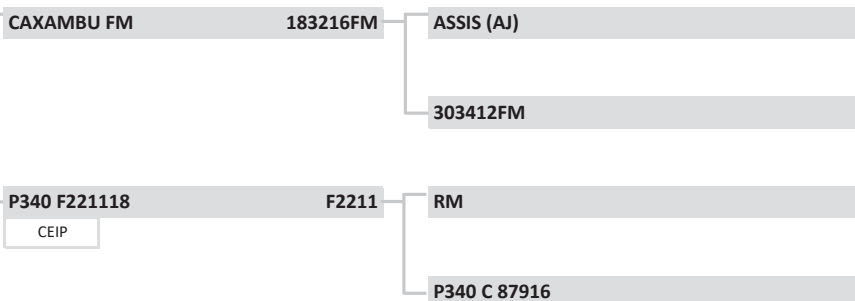 CAXAMBU FM 183216FM
ASSIS (AJ)
303412FM
P340 F221118 F2211
RM
CEIP
P340 C 87916